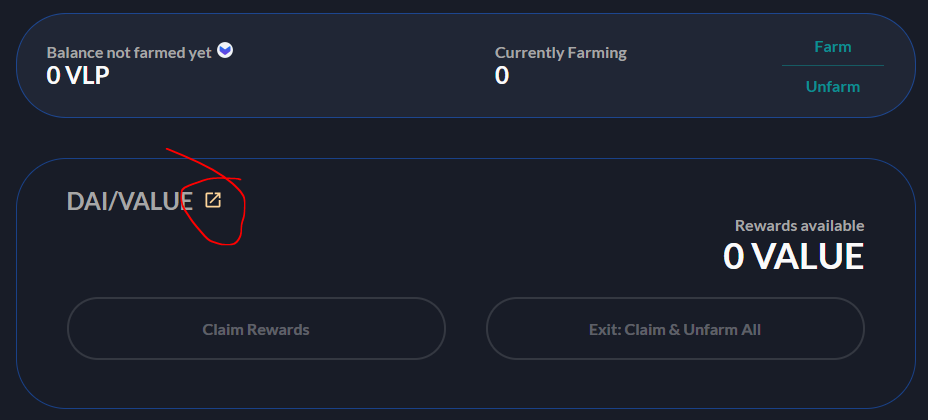 Balance not farmed yet
0 VLP
Currently Farming
0
Farm
Unfarm
DAI/VALUE
Rewards available
0 VALUE
Claim Rewards
Exit: Claim & Unfarm All